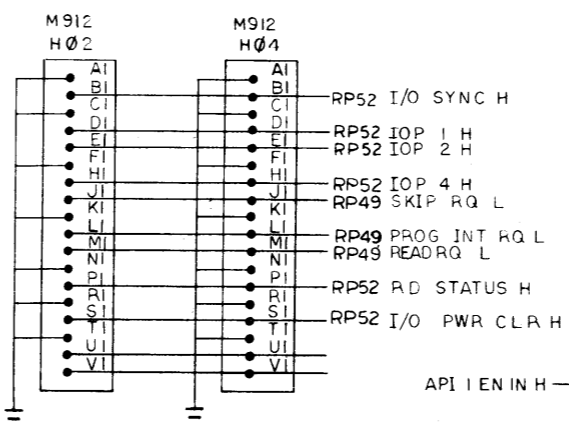 M912
HØ2
M912
HØ4
A1
B1
C1
D1
E1
F1
H1
J1
K1
L1
M1
N1
P1
R1
S1
T1
U1
V1
A1
B1
C1
D1
E1
F1
H1
J1
K1
L1
M1
N1
P1
R1
S1
T1
U1
V1
RP52 I/O SYNC H
RP52 IOP 1 H
RP52 IOP 2 H
RP52 IOP 4 H
RP49 SKIP RQ L
RP49 PROG INT RQ L
RP49 READ RQ L
RP52 RD STATUS H
RP52 I/O PWR CLR H
API 1 EN IN H